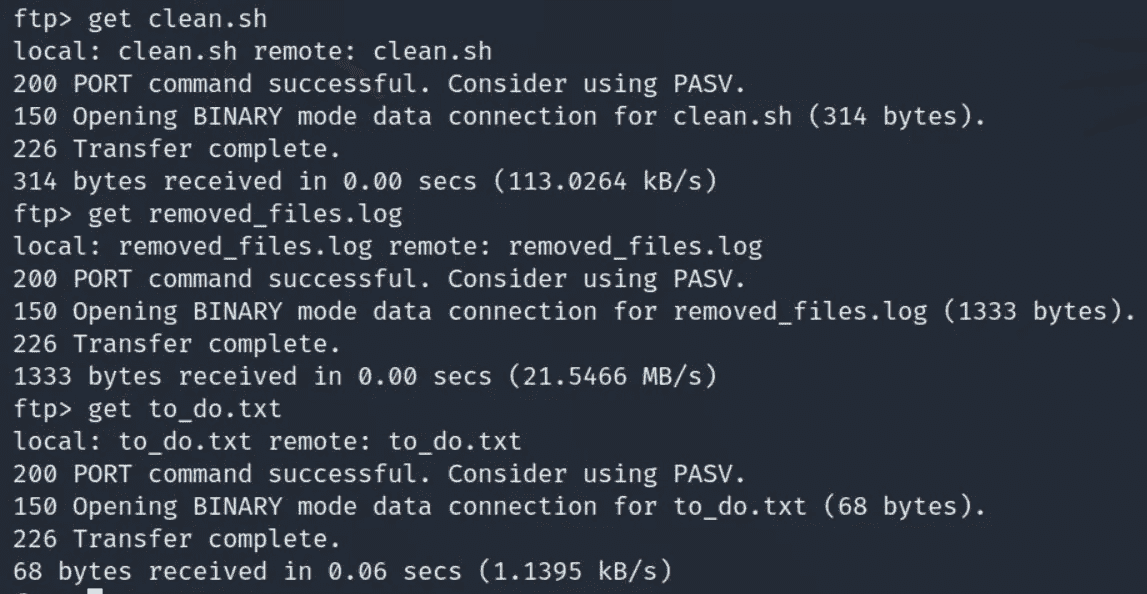 ftp> get clean.sh
local: clean.sh remote: clean.sh
200 PORT command successful. Consider using PASV.
150 Opening BINARY mode data connection for clean.sh (314 bytes).
226 Transfer complete.
314 bytes received in 0.00 secs (113.0264 kB/s)
ftp> get removed_files.log
local: removed_files.log remote: removed_files.log
200 PORT command successful. Consider using PASV.
150 Opening BINARY mode data connection for removed_files.log (1333 bytes).
226 Transfer complete.
1333 bytes received in 0.00 secs (21.5466 MB/s)
ftp> get to_do.txt
local: to_do.txt remote: to_do.txt
200 PORT command successful. Consider using PASV.
150 Opening BINARY mode data connection for to_do.txt (68 bytes).
226 Transfer complete.
68 bytes received in 0.06 secs (1.1395 kB/s)